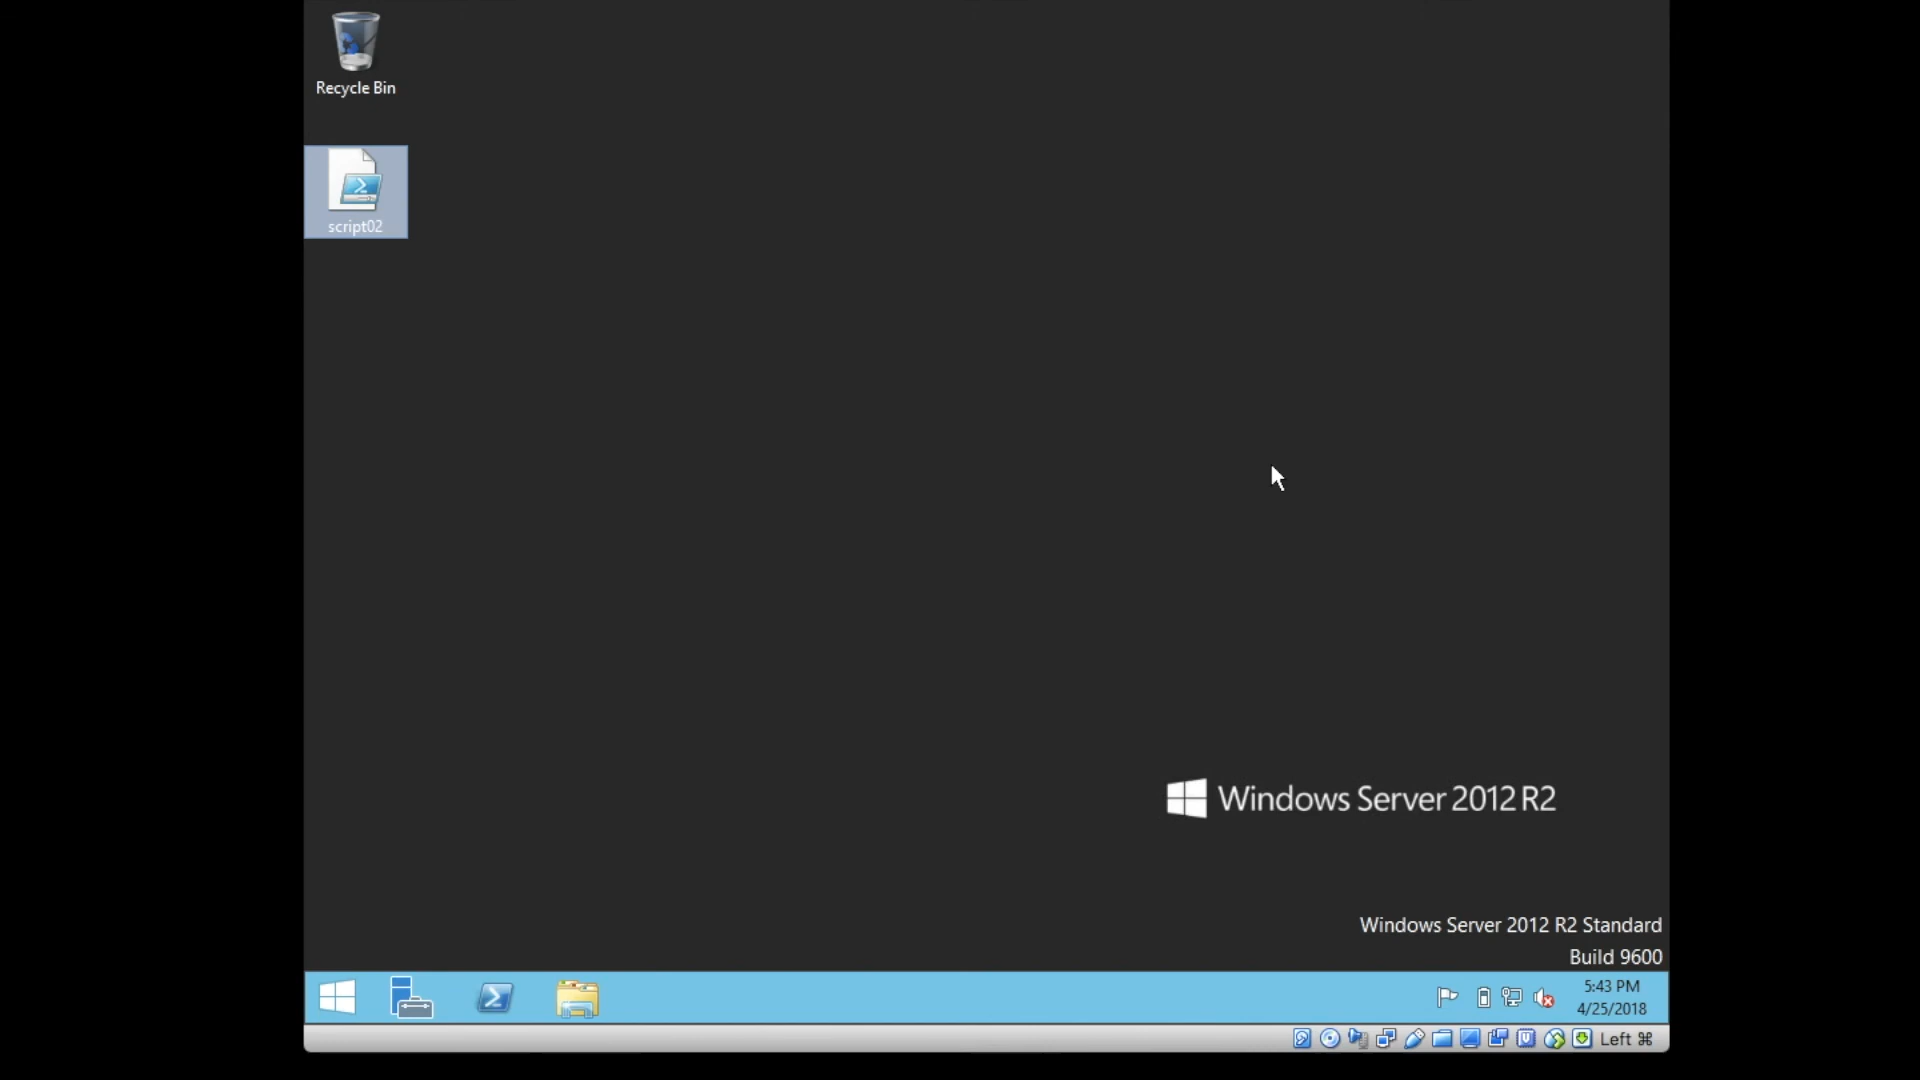 Recycle Bin
script02
Windows Server 2012 R2
Windows Server 2012 R2 Standard
Build 9600
5:43 PM
4/25/2018
Left ⌘